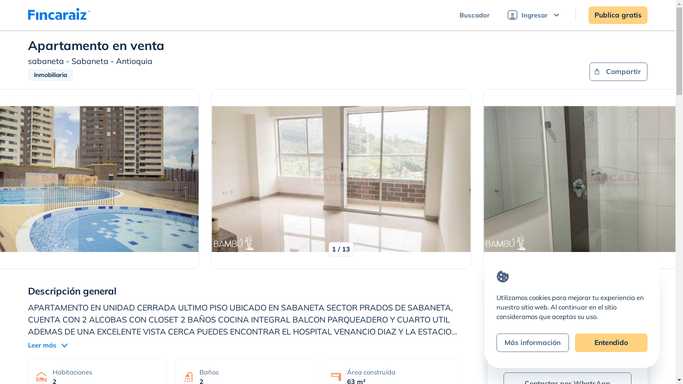 Fincaraiz
Buscador
Ingresar
Publica gratis
Apartamento en venta
sabaneta - Sabaneta - Antioquia
Inmobiliaria
Compartir
BAMBÚ
BAMBÚ
1 / 13
Descripción general
APARTAMENTO EN UNIDAD CERRADA ULTIMO PISO UBICADO EN SABANETA SECTOR PRADOS DE SABANETA,
CUENTA CON 2 ALCOBAS CON CLOSET 2 BAÑOS COCINA INTEGRAL BALCON PARQUEADERO Y CUARTO UTIL
ADEMAS DE UNA EXCELENTE VISTA CERCA PUEDES ENCONTRAR EL HOSPITAL VENANCIO DIAZ Y LA ESTACIO...
Leer más
Habitaciones
2
Baños
2
Área construida
63 m²
Utilizamos cookies para mejorar tu experiencia en
nuestro sitio web. Al continuar en el sitio
consideramos que aceptas su uso.
Más información
Entendido
Contactar por WhatsApp